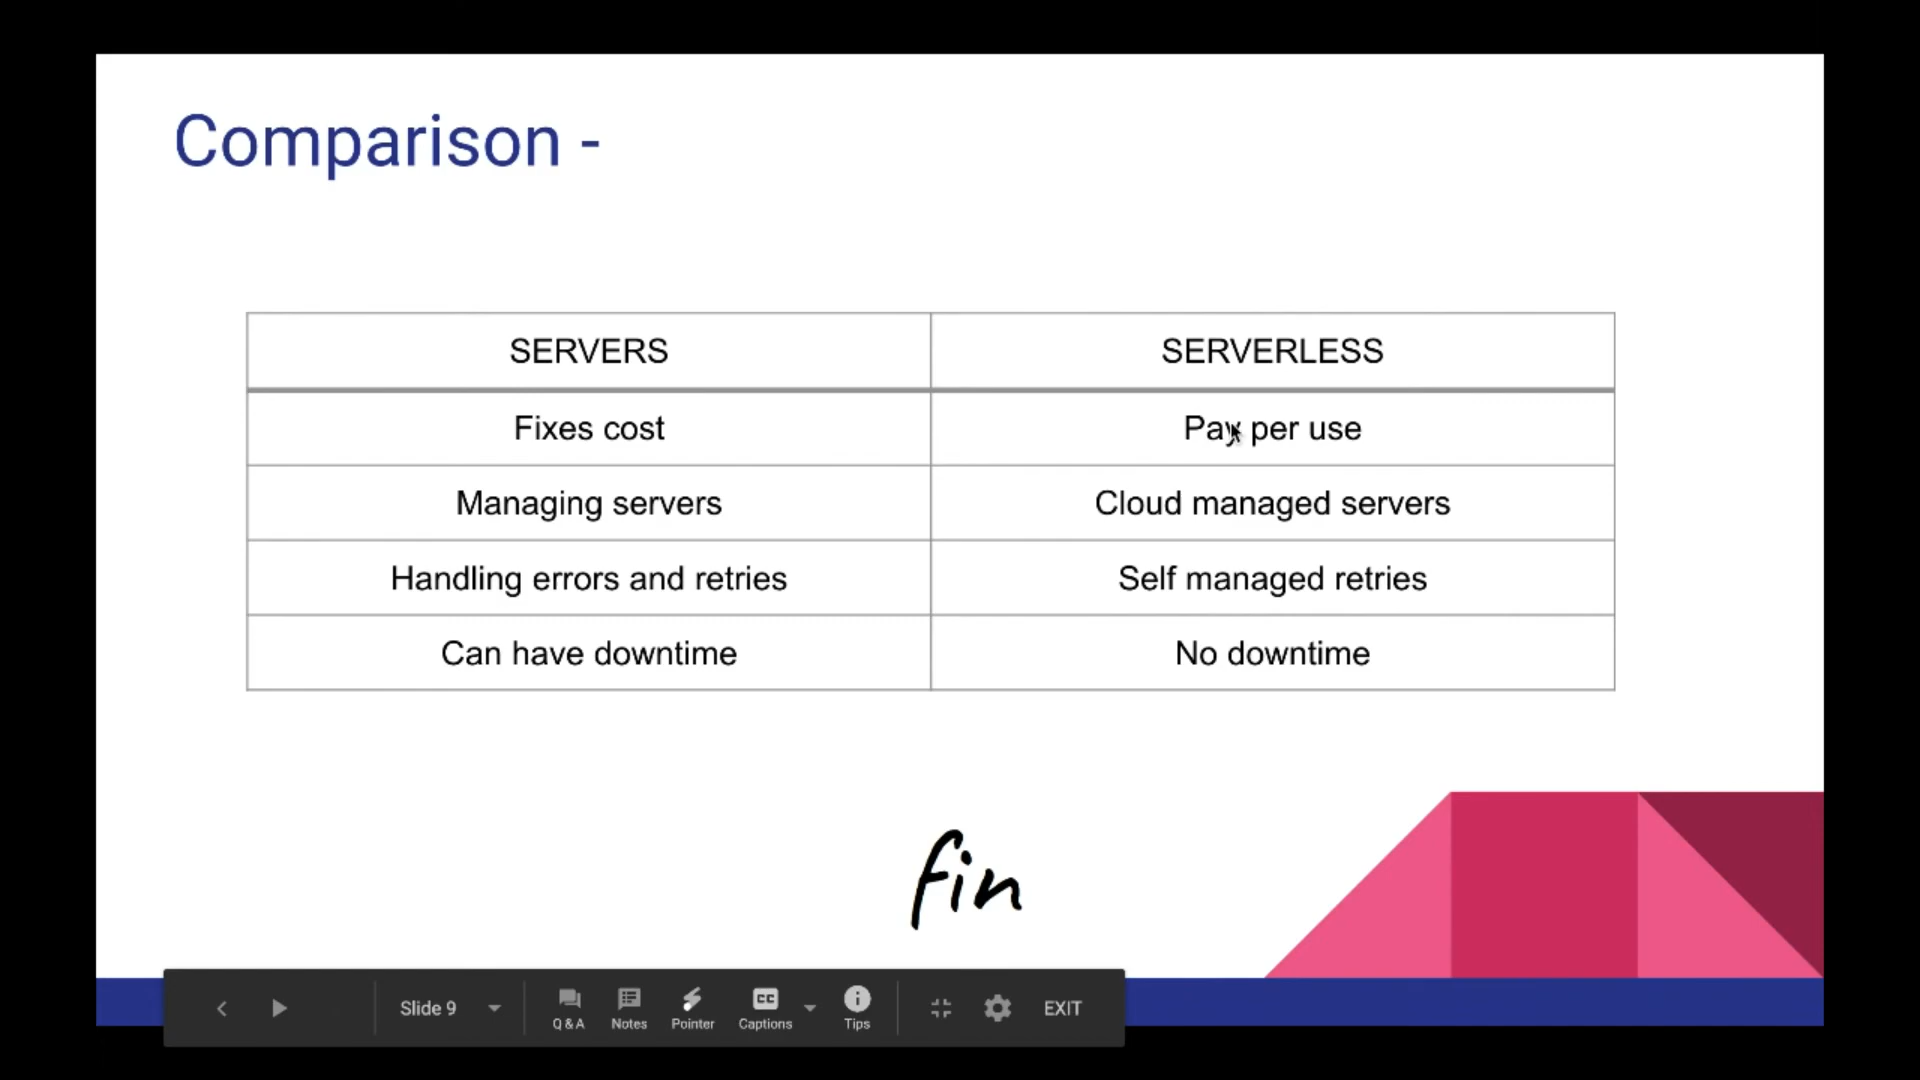 Comparison -
SERVERS SERVERLESS
Fixes cost Pay per use
Managing servers Cloud managed servers
Handling errors and retries Self managed retries
Can have downtime No downtime
fin
Slide 9 Q & A Notes Pointer CC Captions Tips EXIT